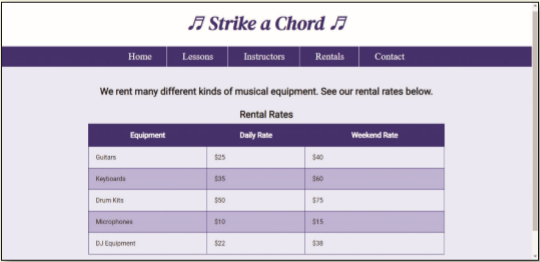 ♬ Strike a Chord ♬
Home Lessons Instructors Rentals Contact
We rent many different kinds of musical equipment. See our rental rates below.
Rental Rates
Equipment Daily Rate Weekend Rate
Guitars $25 $40
Keyboards $35 $60
Drum Kits $50 $75
Microphones $10 $15
DJ Equipment $22 $38